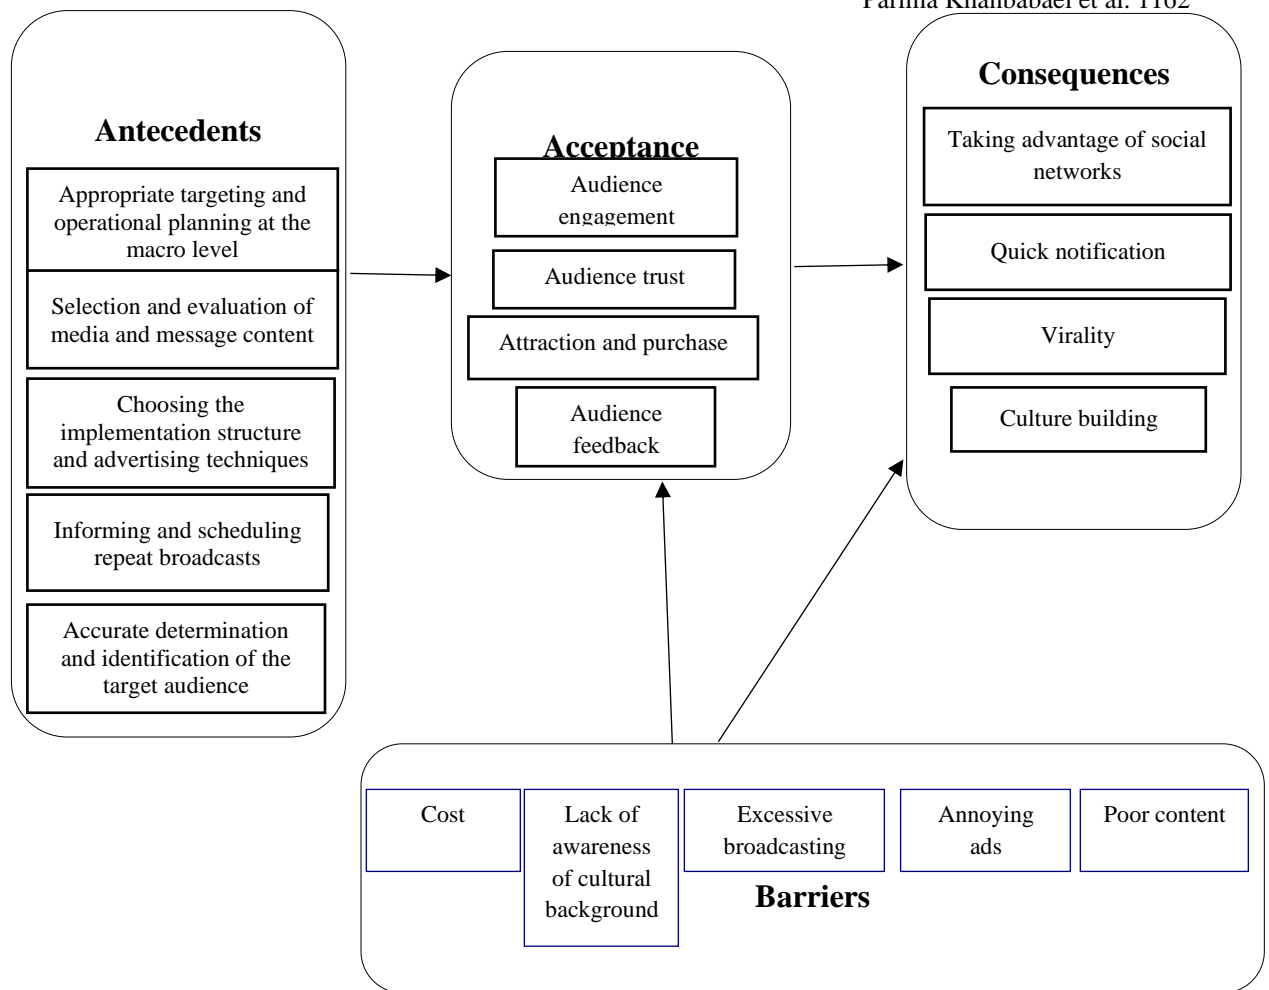 Parinia Khanbabaei et al. 1162
Antecedents
Appropriate targeting and
operational planning at the
macro level
Selection and evaluation of
media and message content
Choosing the
implementation structure
and advertising techniques
Informing and scheduling
repeat broadcasts
Accurate determination
and identification of the
target audience
Acceptance
Audience
engagement
Audience trust
Attraction and purchase
Audience
feedback
Consequences
Taking advantage of social
networks
Quick notification
Virality
Culture building
Cost
Lack of
awareness
of cultural
background
Excessive
broadcasting
Annoying
ads
Poor content
Barriers